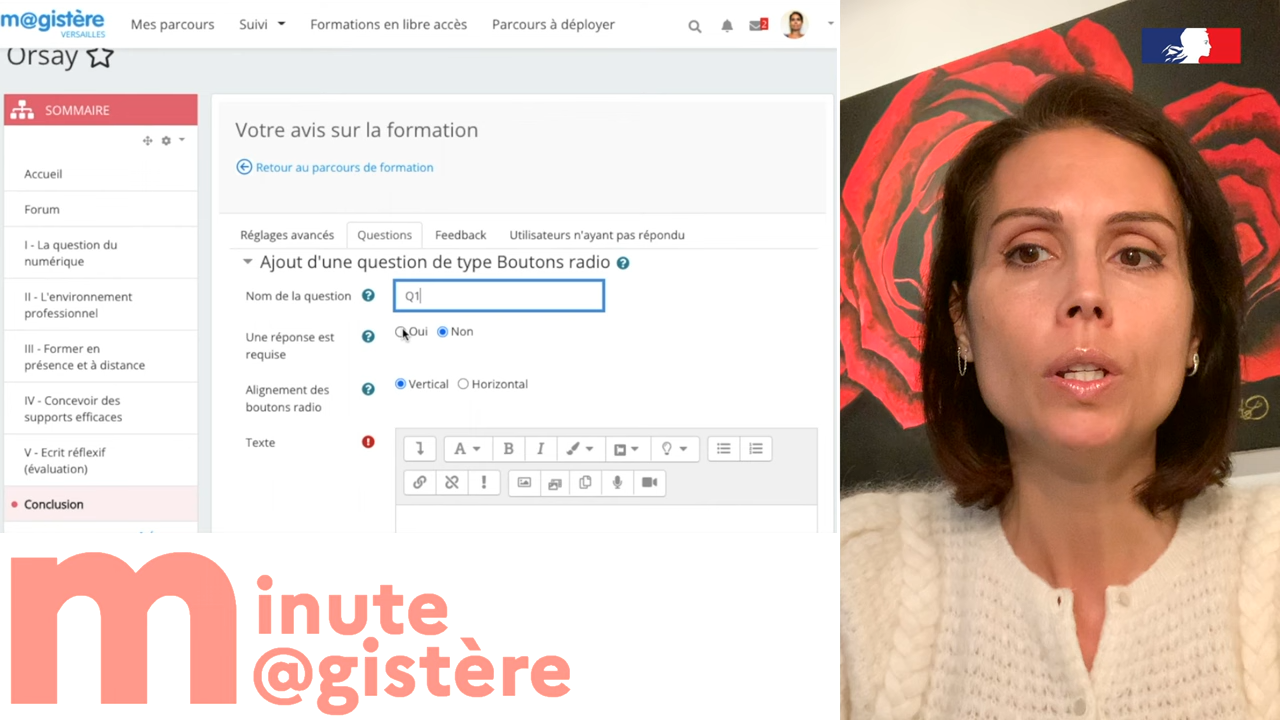 m@gistère
VERSAILLES
Mes parcours
Suivi
Formations en libre accès
Parcours à déployer
2
Orsay
SOMMAIRE
Accueil
Forum
I - La question du
numérique
II - L'environnement
professionnel
III - Former en
présence et à distance
IV - Concevoir des
supports efficaces
V - Ecrit réflexif
(évaluation)
Conclusion
Votre avis sur la formation
Retour au parcours de formation
Réglages avancés
Questions
Feedback
Utilisateurs n'ayant pas répondu
Ajout d'une question de type Boutons radio
Nom de la question
Q1
Une réponse est
requise
Oui
Non
Alignement des
boutons radio
Vertical
Horizontal
Texte
A
B
I
minute
m@gistère